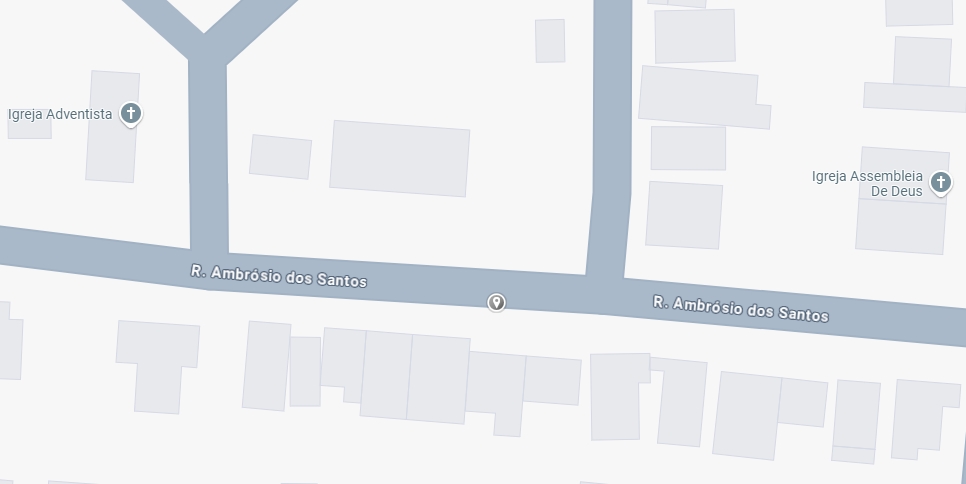 Igreja Adventista
Igreja Assembleia
De Deus
R. Ambrósio dos Santos
R. Ambrósio dos Santos